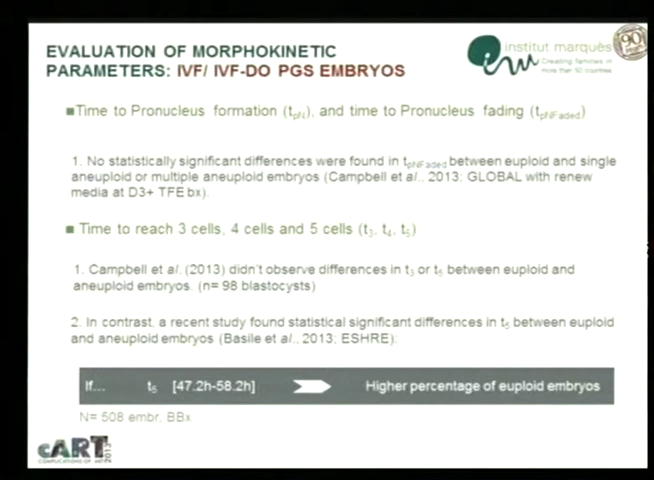 EVALUATION OF MORPHOKINETIC
PARAMETERS: IVF/ IVF-DO PGS EMBRYOS
institut marquès
Creating families in
more than 50 countries
90
■Time to Pronucleus formation (tpN), and time to Pronucleus fading (tpNFaded)
1. No statistically significant differences were found in tpNFaded between euploid and single
aneuploid or multiple aneuploid embryos (Campbell et al., 2013; GLOBAL with renew
media at D3+ TFE bx).
■ Time to reach 3 cells, 4 cells and 5 cells (t3, t4, t5)
1. Campbell et al. (2013) didn't observe differences in t3 or t5 between euploid and
aneuploid embryos. (n= 98 blastocysts)
2. In contrast, a recent study found statistical significant differences in t5 between euploid
and aneuploid embryos (Basile et al., 2013; ESHRE):
If... t5 [47.2h-58.2h] Higher percentage of euploid embryos
N= 508 embr, BBx
cART 2013
COMPLICATIONS OF ART